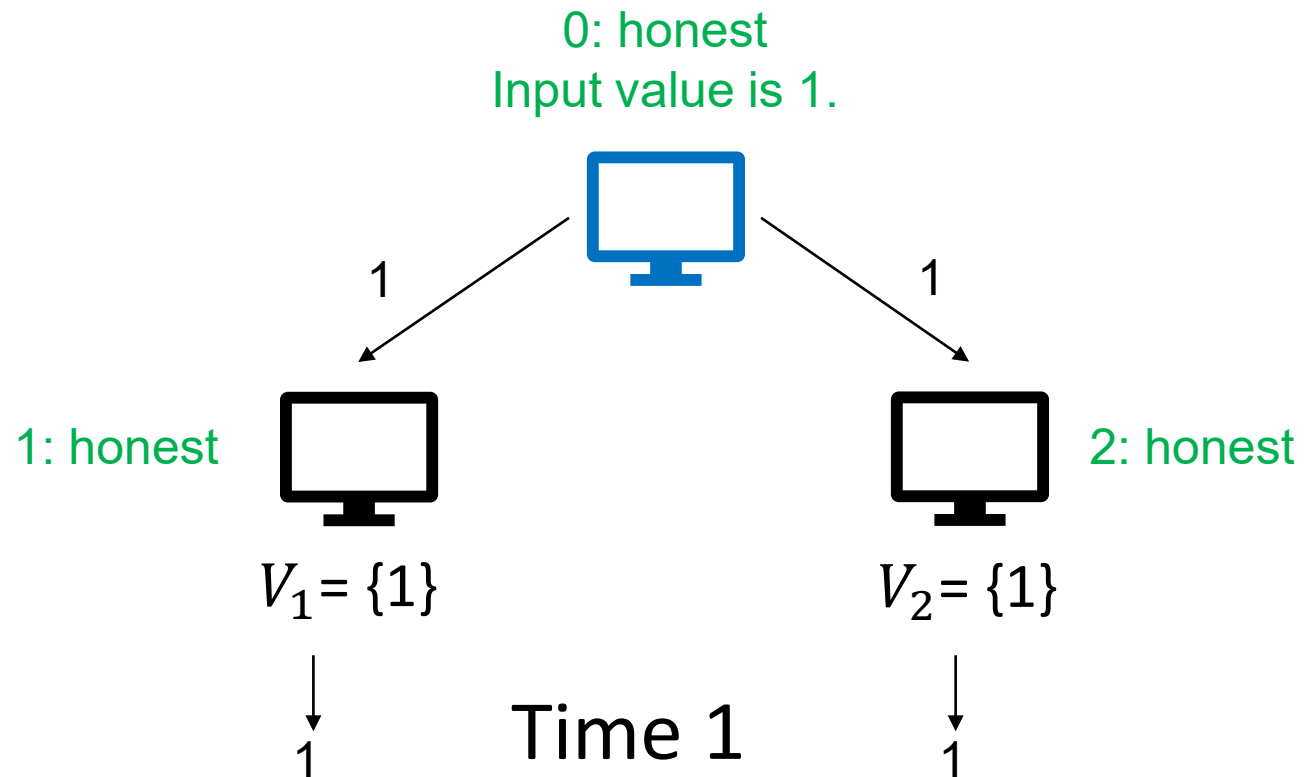 0: honest
Input value is 1.
1
1
1: honest
2: honest
V₁= {1}
V₂= {1}
Time 1
1
1